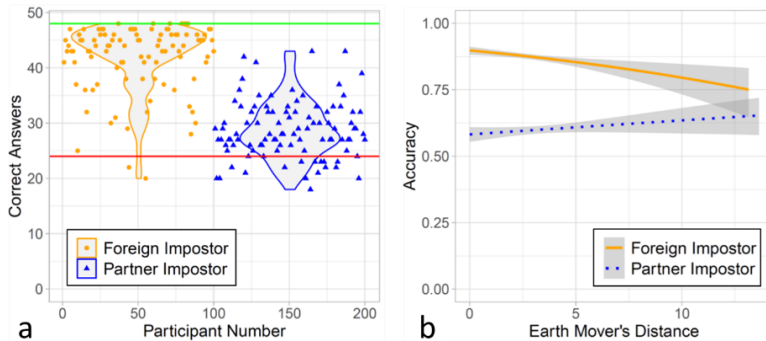 50
40
30
20
10
0
Correct Answers
Foreign Impostor
Partner Impostor
0 50 100 150 200
Participant Number
a
1.00
0.75
0.50
0.25
0.00
Accuracy
Foreign Impostor
Partner Impostor
0 5 10
Earth Mover's Distance
b